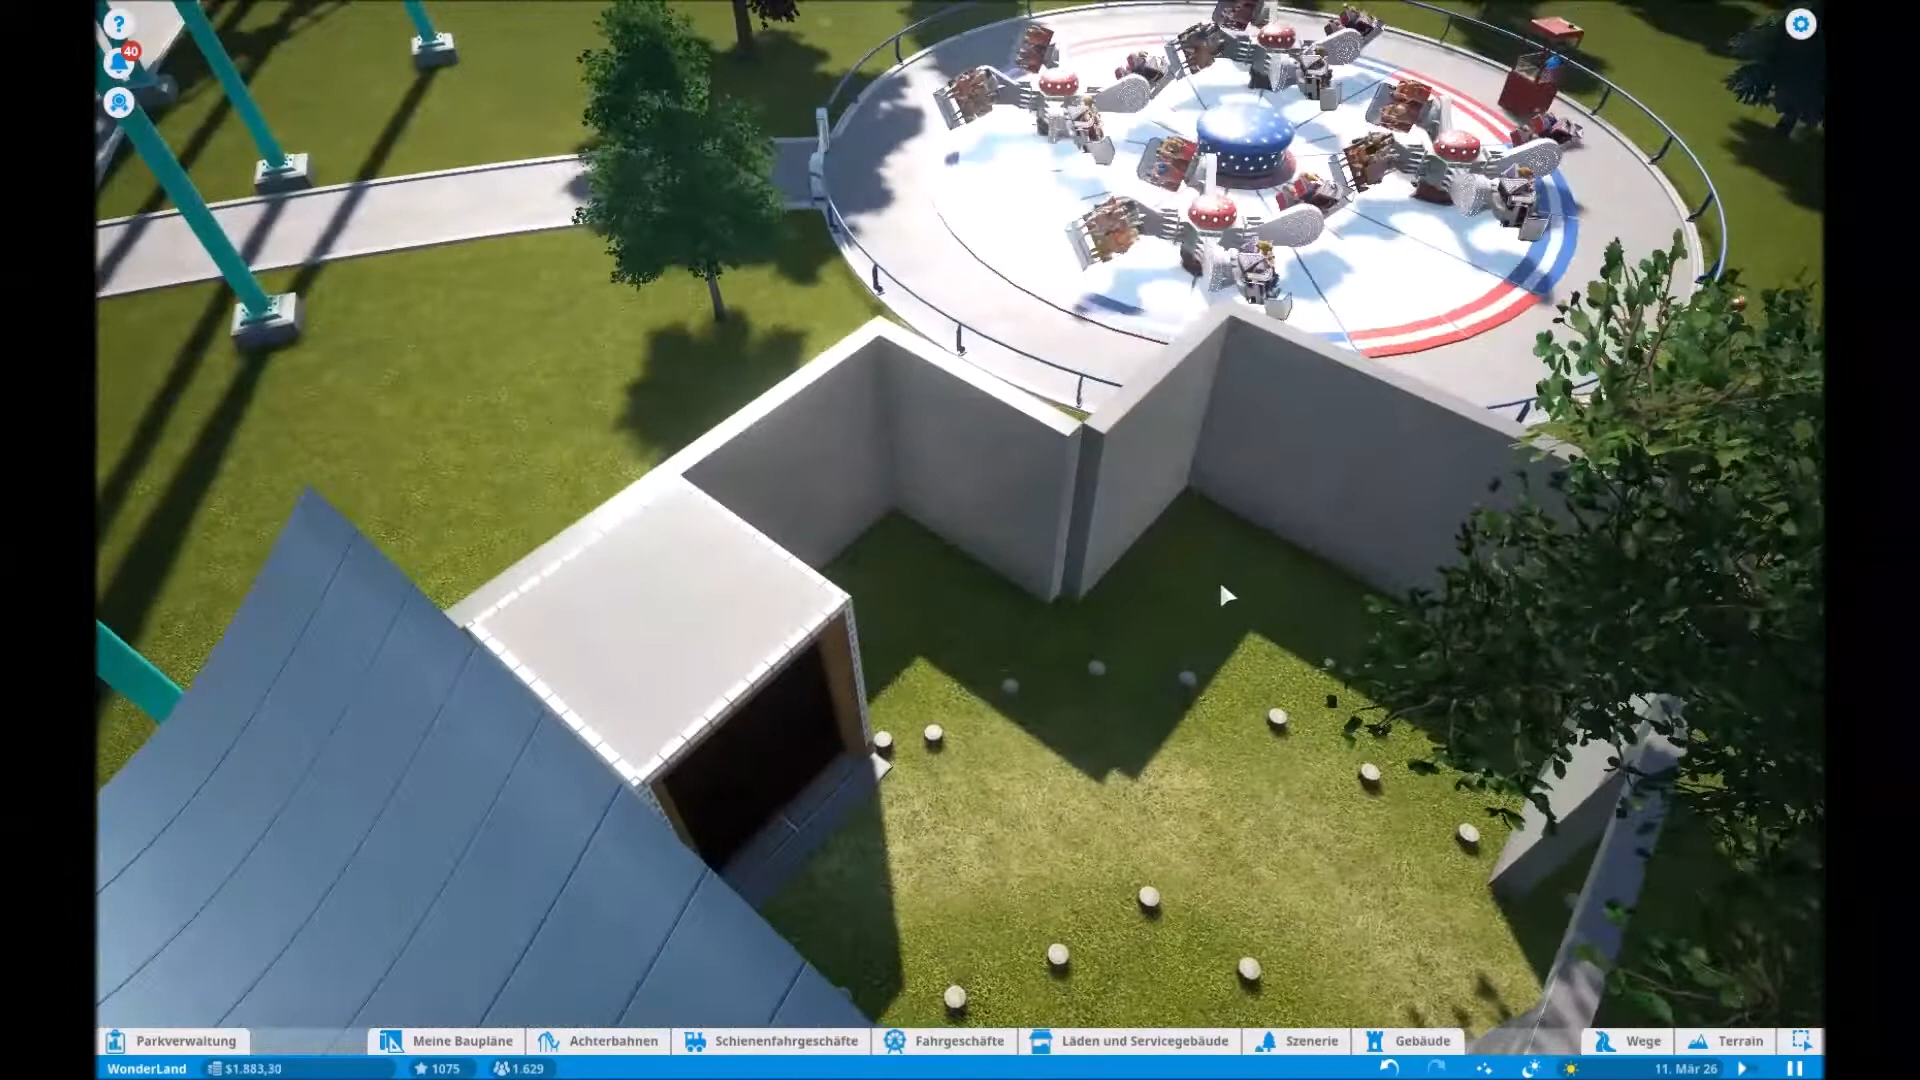 ?
40
Parkverwaltung
Meine Baupläne
Achterbahnen
Schienenfahrgeschäfte
Fahrgeschäfte
Läden und Servicegebäude
Szenerie
Gebäude
Wege
Terrain
WonderLand
$1.883,30
1075
1.629
11. Mär 26